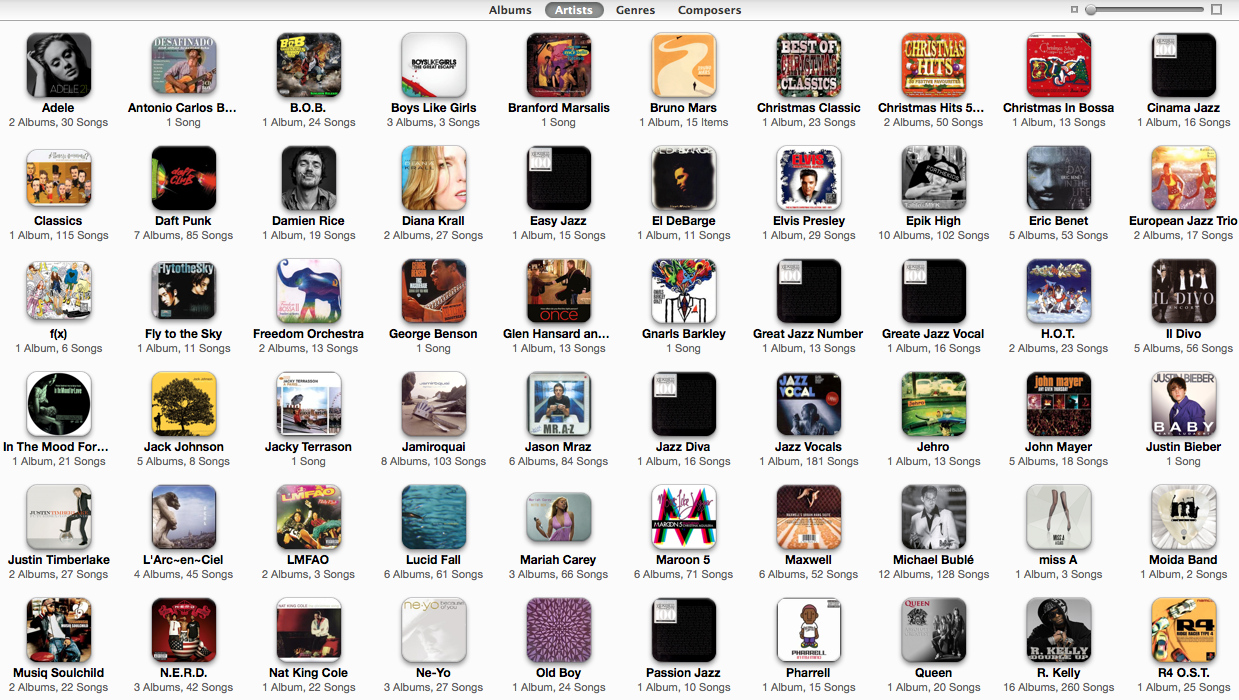 Albums Artists Genres Composers
Adele Antonio Carlos B... B.O.B. Boys Like Girls Branford Marsalis Bruno Mars Christmas Classic Christmas Hits 5... Christmas In Bossa Cinama Jazz
2 Albums, 30 Songs 1 Song 1 Album, 24 Songs 3 Albums, 3 Songs 1 Song 1 Album, 15 Items 1 Album, 23 Songs 2 Albums, 50 Songs 1 Album, 13 Songs 1 Album, 16 Songs
Classics Daft Punk Damien Rice Diana Krall Easy Jazz El DeBarge Elvis Presley Epik High Eric Benet European Jazz Trio
1 Album, 115 Songs 7 Albums, 85 Songs 1 Album, 19 Songs 2 Albums, 27 Songs 1 Album, 15 Songs 1 Album, 11 Songs 1 Album, 29 Songs 10 Albums, 102 Songs 5 Albums, 53 Songs 2 Albums, 17 Songs
f(x) Fly to the Sky Freedom Orchestra George Benson Glen Hansard an... Gnarls Barkley Great Jazz Number Greate Jazz Vocal H.O.T. Il Divo
1 Album, 6 Songs 1 Album, 11 Songs 2 Albums, 13 Songs 1 Song 1 Album, 13 Songs 1 Song 1 Album, 13 Songs 1 Album, 16 Songs 2 Albums, 23 Songs 5 Albums, 56 Songs
In The Mood For... Jack Johnson Jacky Terrason Jamiroquai Jason Mraz Jazz Diva Jazz Vocals Jehro John Mayer Justin Bieber
1 Album, 21 Songs 5 Albums, 8 Songs 1 Song 8 Albums, 103 Songs 6 Albums, 84 Songs 1 Album, 16 Songs 1 Album, 181 Songs 1 Album, 13 Songs 5 Albums, 18 Songs 1 Song
Justin Timberlake L'Arc~en~Ciel LMFAO Lucid Fall Mariah Carey Maroon 5 Maxwell Michael Bublé miss A Moida Band
2 Albums, 27 Songs 4 Albums, 45 Songs 2 Albums, 3 Songs 6 Albums, 61 Songs 3 Albums, 66 Songs 6 Albums, 71 Songs 6 Albums, 52 Songs 12 Albums, 128 Songs 1 Album, 3 Songs 1 Album, 2 Songs
Musiq Soulchild N.E.R.D. Nat King Cole Ne-Yo Old Boy Passion Jazz Pharrell Queen R. Kelly R4 O.S.T.
2 Albums, 22 Songs 3 Albums, 42 Songs 1 Album, 22 Songs 3 Albums, 27 Songs 1 Album, 24 Songs 1 Album, 10 Songs 1 Album, 15 Songs 1 Album, 20 Songs 16 Albums, 260 Songs 1 Album, 25 Songs